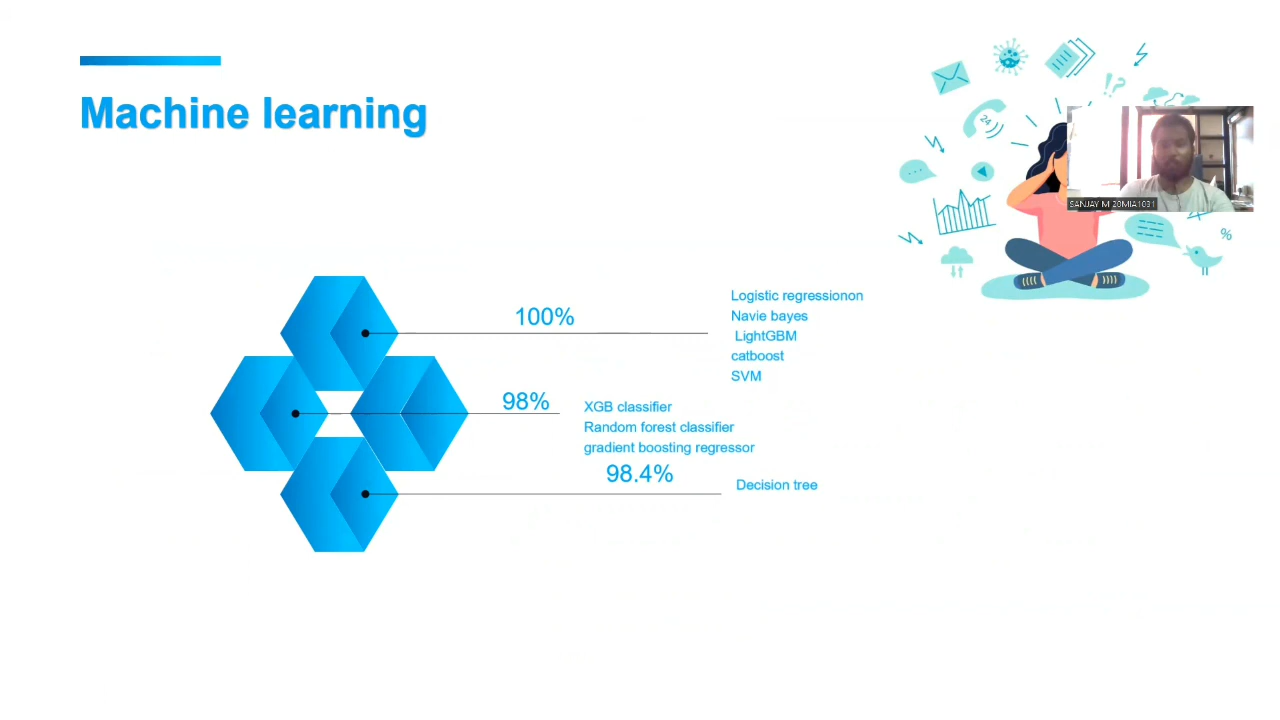 Machine learning
24
!?
SANJAY M 20MIA1031
%
100%
Logistic regressionon
Navie bayes
LightGBM
catboost
SVM
98%
XGB classifier
Random forest classifier
gradient boosting regressor
98.4%
Decision tree